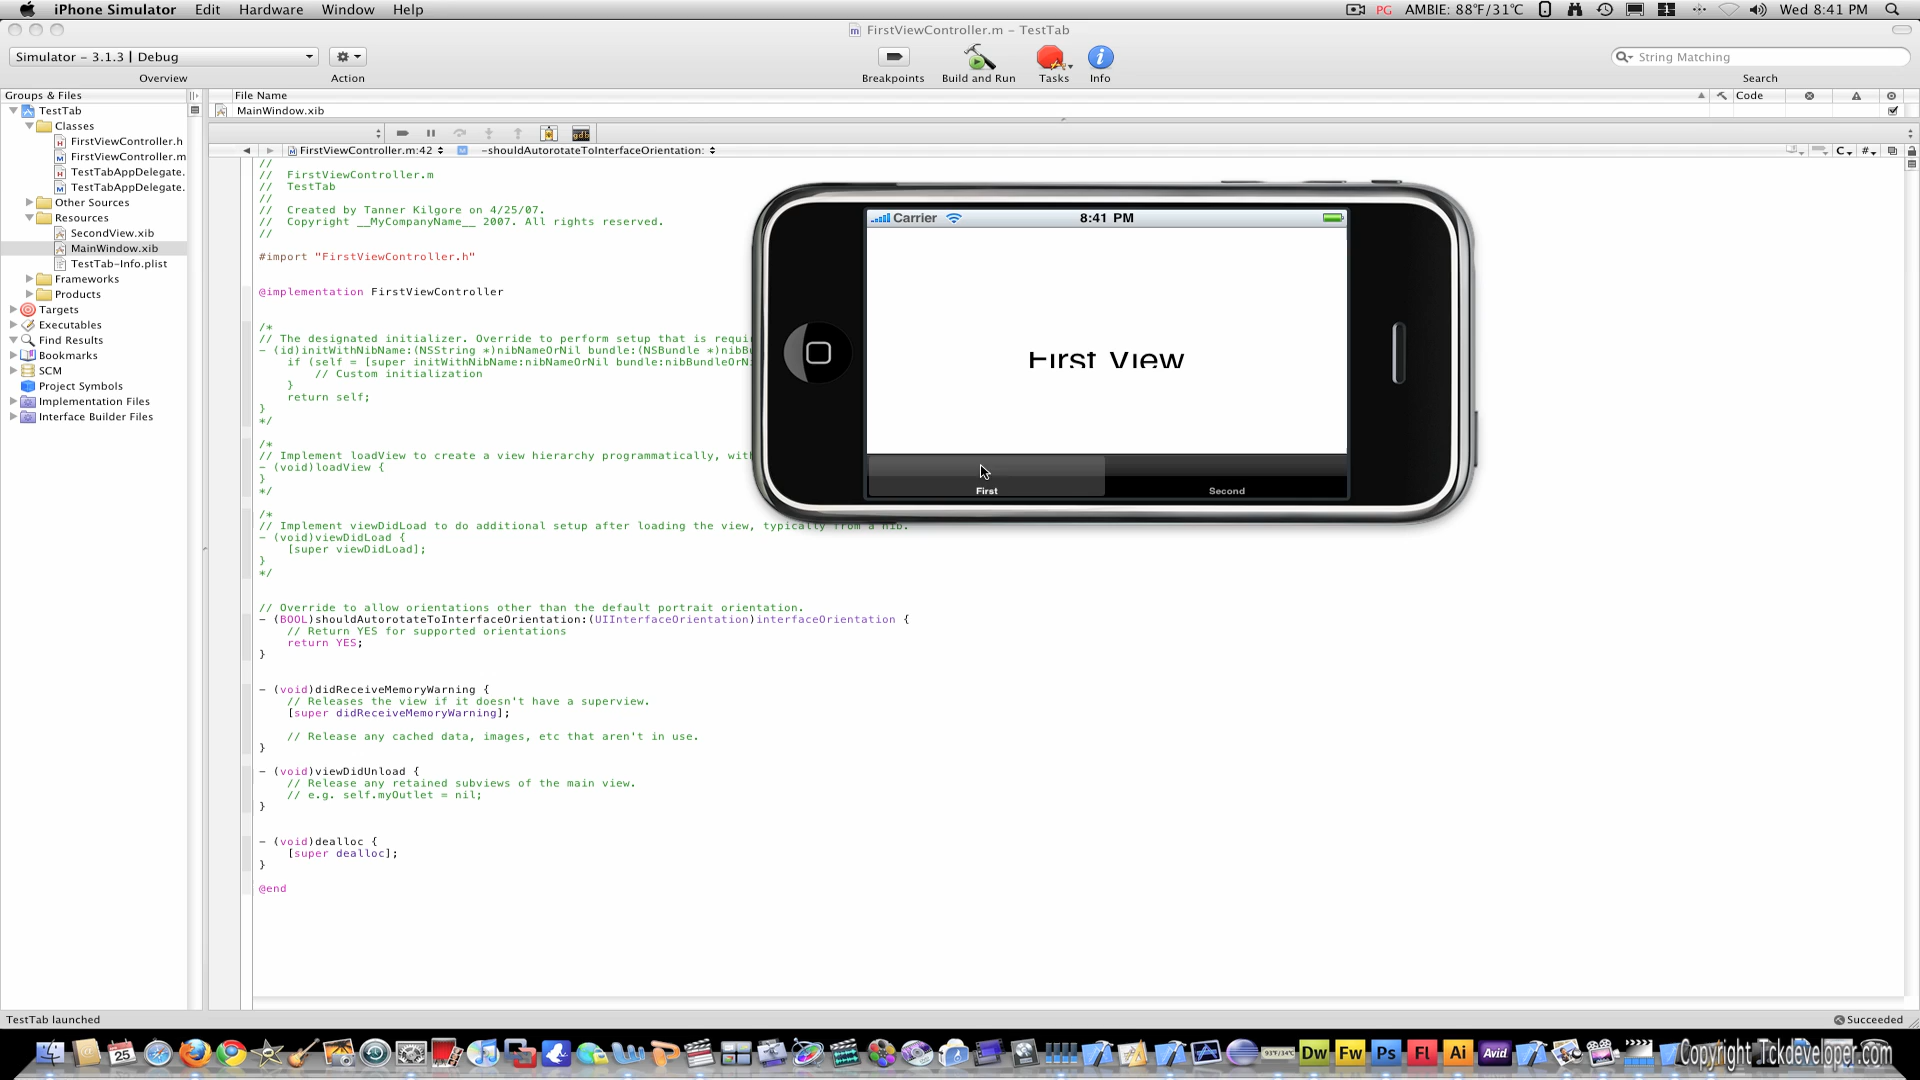 iPhone Simulator Edit Hardware Window Help
PG AMBIE: 88°F/31°C Wed 8:41 PM
FirstViewController.m – TestTab
Simulator – 3.1.3 | Debug
String Matching
Overview Action Breakpoints Build and Run Tasks Info Search
Groups & Files
File Name Code
TestTab
MainWindow.xib
Classes
FirstViewController.h
FirstViewController.m
TestTabAppDelegate.
TestTabAppDelegate.
Other Sources
Resources
SecondView.xib
MainWindow.xib
TestTab-Info.plist
Frameworks
Products
Targets
Executables
Find Results
Bookmarks
SCM
Project Symbols
Implementation Files
Interface Builder Files
gdb
FirstViewController.m:42 -shouldAutorotateToInterfaceOrientation:
C #
//
// FirstViewController.m
// TestTab
//
// Created by Tanner Kilgore on 4/25/07.
// Copyright __MyCompanyName__ 2007. All rights reserved.
//
#import "FirstViewController.h"
@implementation FirstViewController
/*
// The designated initializer. Override to perform setup that is requi
- (id)initWithNibName:(NSString *)nibNameOrNil bundle:(NSBundle *)nibBu
if (self = [super initWithNibName:nibNameOrNil bundle:nibBundleOrNi
// Custom initialization
}
return self;
}
*/
/*
// Implement loadView to create a view hierarchy programmatically, wit
- (void)loadView {
}
*/
/*
// Implement viewDidLoad to do additional setup after loading the view, typically from a nib.
- (void)viewDidLoad {
[super viewDidLoad];
}
*/
// Override to allow orientations other than the default portrait orientation.
- (BOOL)shouldAutorotateToInterfaceOrientation:(UIInterfaceOrientation)interfaceOrientation {
// Return YES for supported orientations
return YES;
}
- (void)didReceiveMemoryWarning {
// Releases the view if it doesn't have a superview.
[super didReceiveMemoryWarning];
// Release any cached data, images, etc that aren't in use.
}
- (void)viewDidUnload {
// Release any retained subviews of the main view.
// e.g. self.myOutlet = nil;
}
- (void)dealloc {
[super dealloc];
}
@end
Carrier 8:41 PM
First View
First Second
TestTab launched
Succeeded
25 93°F/34°C Dw Fw Ps Fl Ai Avid
Copyright Tckdeveloper.com